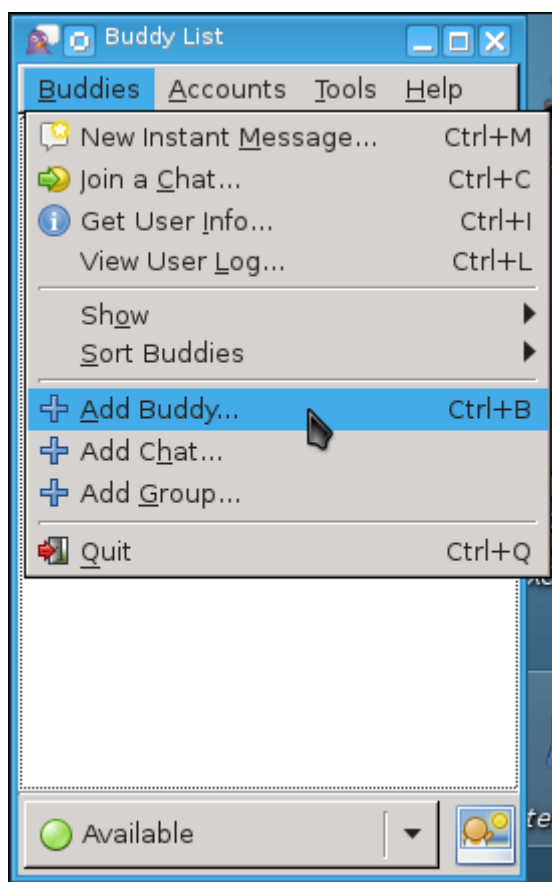 Buddy List
Buddies Accounts Tools Help
New Instant Message... Ctrl+M
Join a Chat... Ctrl+C
Get User Info... Ctrl+I
View User Log... Ctrl+L
Show
Sort Buddies
Add Buddy... Ctrl+B
Add Chat...
Add Group...
Quit Ctrl+Q
Available